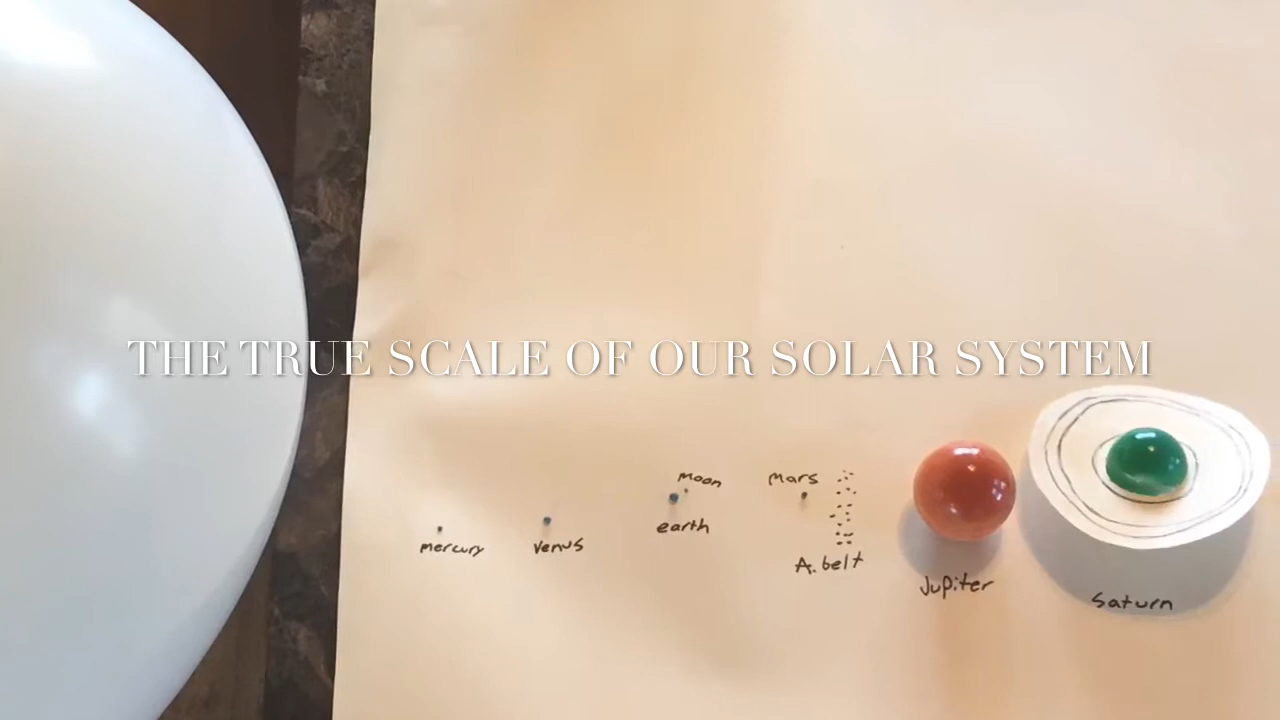 THE TRUE SCALE OF OUR SOLAR SYSTEM
moon
mars
earth
mercury
venus
A. belt
Jupiter
Saturn